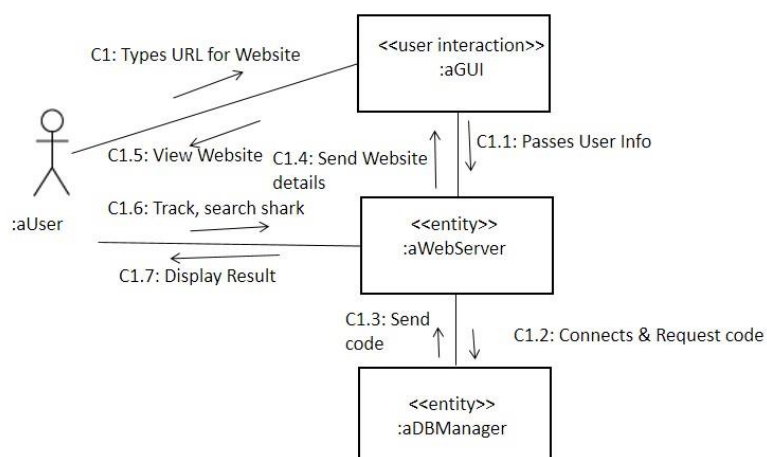 <<user interaction>>
:aGUI
C1: Types URL for Website
C1.1: Passes User Info
C1.5: View Website
C1.4: Send Website
details
:aUser
C1.6: Track, search shark
<<entity>>
:aWebServer
C1.7: Display Result
C1.3: Send
code
C1.2: Connects & Request code
<<entity>>
:aDBManager